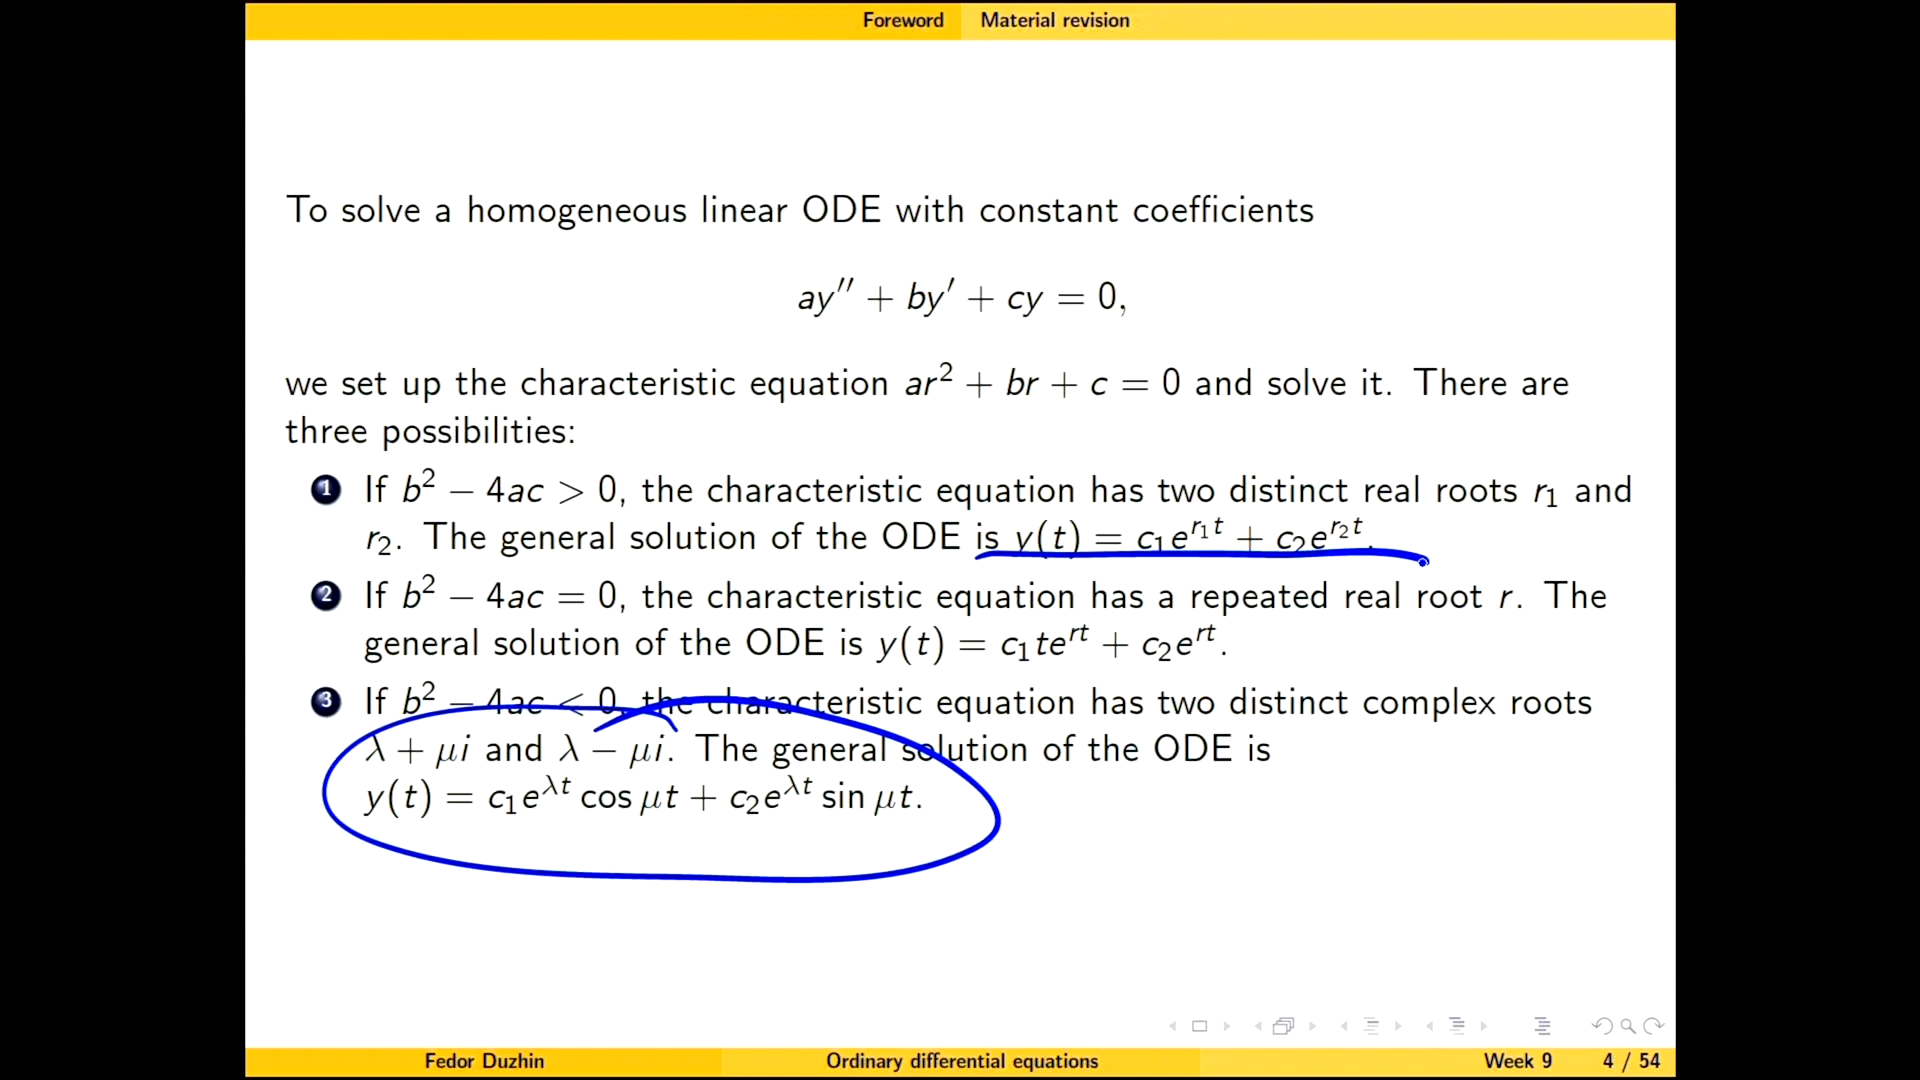 Foreword Material revision
To solve a homogeneous linear ODE with constant coefficients
ay″ + by′ + cy = 0,
we set up the characteristic equation ar² + br + c = 0 and solve it. There are
three possibilities:
1 If b² − 4ac > 0, the characteristic equation has two distinct real roots r₁ and
r₂. The general solution of the ODE is y(t) = c₁e^{r₁t} + c₂e^{r₂t}.
2 If b² − 4ac = 0, the characteristic equation has a repeated real root r. The
general solution of the ODE is y(t) = c₁te^{rt} + c₂e^{rt}.
3 If b² − 4ac < 0, the characteristic equation has two distinct complex roots
λ + μi and λ − μi. The general solution of the ODE is
y(t) = c₁e^{λt} cos μt + c₂e^{λt} sin μt.
Fedor Duzhin Ordinary differential equations Week 9 4 / 54